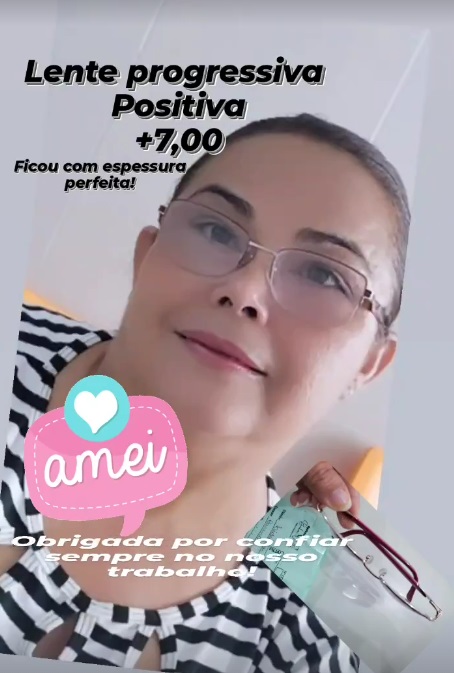 Lente progressiva
Positiva
+7,00
Ficou com espessura
perfeita!
amei
Obrigada por confiar
sempre no nosso
trabalho!